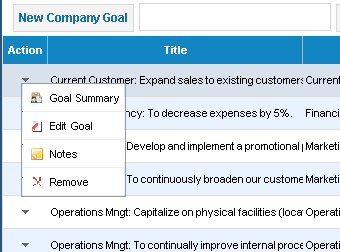 New Company Goal
Action Title
Current Customer: Expand sales to existing customers Current
Goal Summary
ncy: To decrease expenses by 5%. Financi
Edit Goal
Develop and implement a promotional Marketi
Notes
To continuously broaden our custome Marketi
Remove
Operations Mngt: Capitalize on physical facilities (loca Operati
Operations Mngt: To continually improve internal proce Operati